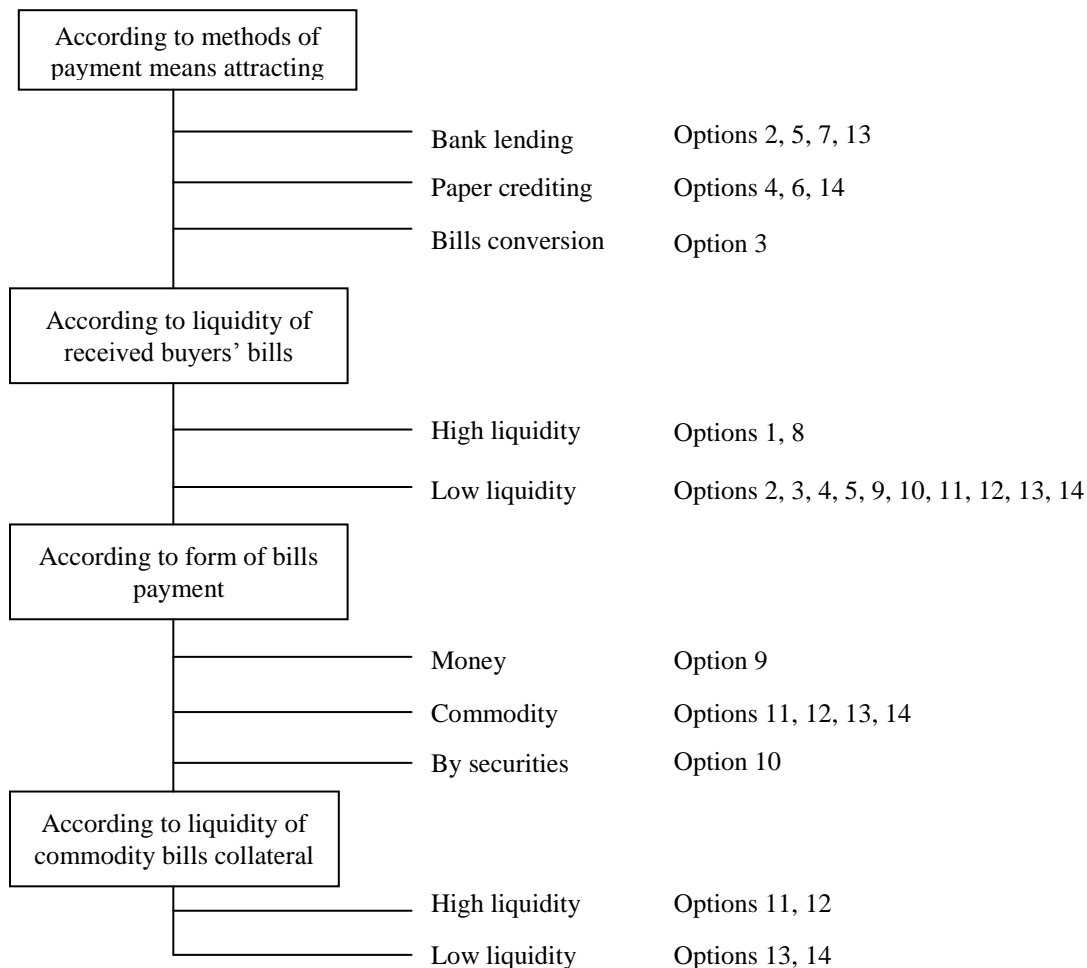 According to methods of
payment means attracting
Bank lending Options 2, 5, 7, 13
Paper crediting Options 4, 6, 14
Bills conversion Option 3
According to liquidity of
received buyers’ bills
High liquidity Options 1, 8
Low liquidity Options 2, 3, 4, 5, 9, 10, 11, 12, 13, 14
According to form of bills
payment
Money Option 9
Commodity Options 11, 12, 13, 14
By securities Option 10
According to liquidity of
commodity bills collateral
High liquidity Options 11, 12
Low liquidity Options 13, 14